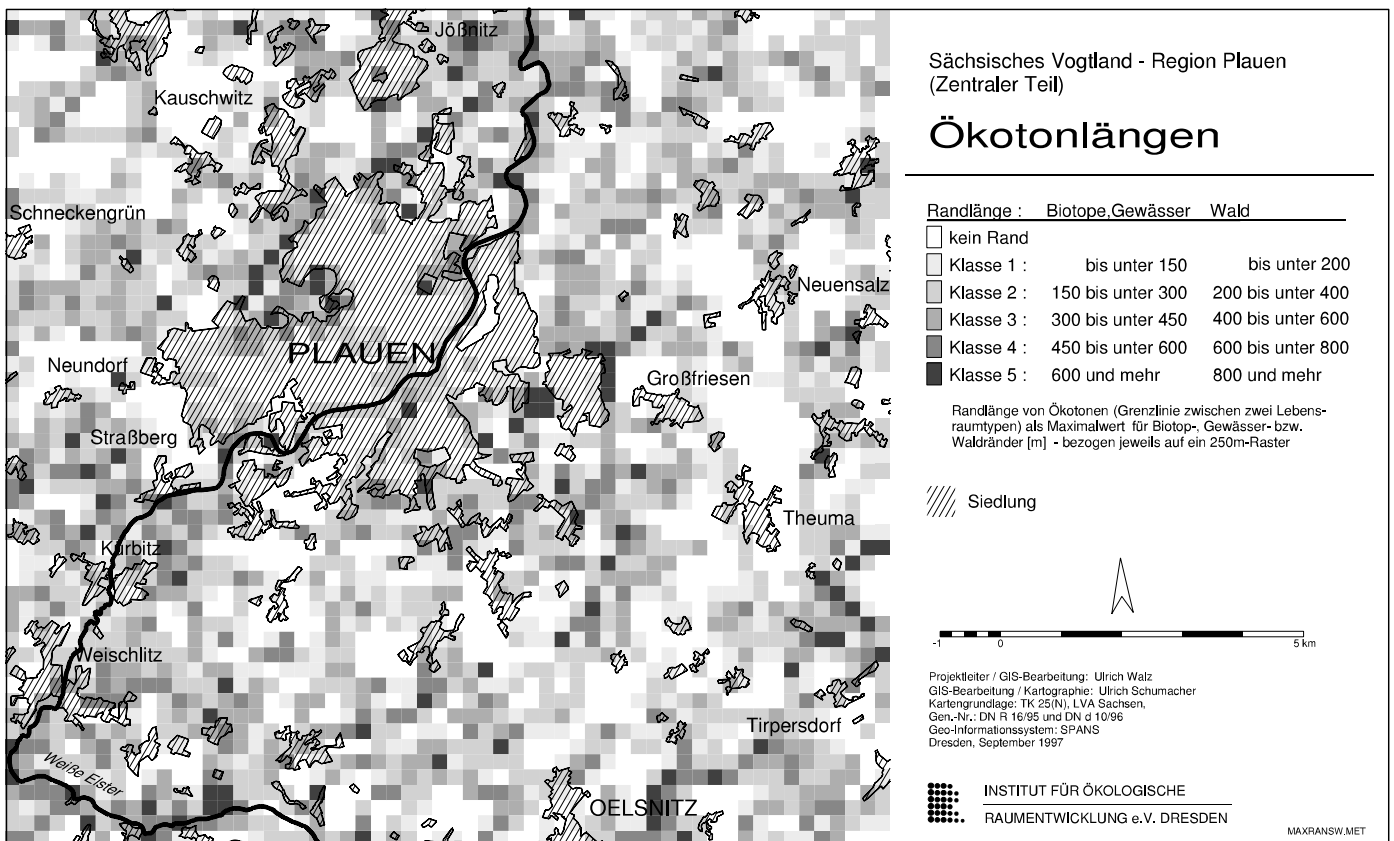 Jößnitz
Kauschwitz
Schneckengrün
Neuensalz
PLAUEN
Neundorf
Großfriesen
Straßberg
Theuma
Kürbitz
Weischlitz
Tirpersdorf
Weiße Elster
OELSNITZ
Sächsisches Vogtland - Region Plauen
(Zentraler Teil)
Ökotonlängen
Randlänge : Biotope,Gewässer Wald
kein Rand
Klasse 1 : bis unter 150 bis unter 200
Klasse 2 : 150 bis unter 300 200 bis unter 400
Klasse 3 : 300 bis unter 450 400 bis unter 600
Klasse 4 : 450 bis unter 600 600 bis unter 800
Klasse 5 : 600 und mehr 800 und mehr
Randlänge von Ökotonen (Grenzlinie zwischen zwei Lebens-
raumtypen) als Maximalwert für Biotop-, Gewässer- bzw.
Waldränder [m] - bezogen jeweils auf ein 250m-Raster
Siedlung
-1 0 5 km
Projektleiter / GIS-Bearbeitung: Ulrich Walz
GIS-Bearbeitung / Kartographie: Ulrich Schumacher
Kartengrundlage: TK 25(N), LVA Sachsen,
Gen.-Nr.: DN R 16/95 und DN d 10/96
Geo-Informationssystem: SPANS
Dresden, September 1997
INSTITUT FÜR ÖKOLOGISCHE
RAUMENTWICKLUNG e.V. DRESDEN
MAXRANSW.MET